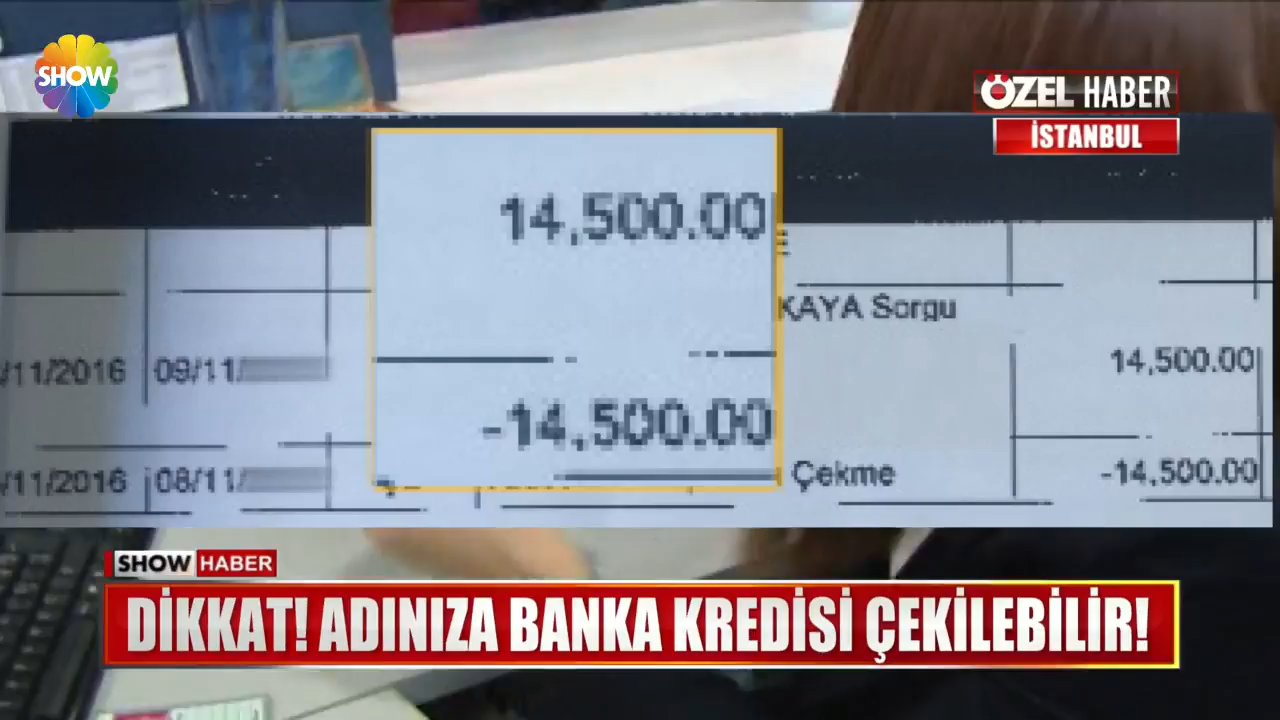 SHOW
ÖZEL HABER
İSTANBUL
14,500.00
KAYA Sorgu
/11/2016 09/11/ 14,500.00
-14,500.00
/11/2016 08/11/ Çekme -14,500.00
SHOW HABER
DİKKAT! ADINIZA BANKA KREDİSİ ÇEKİLEBİLİR!